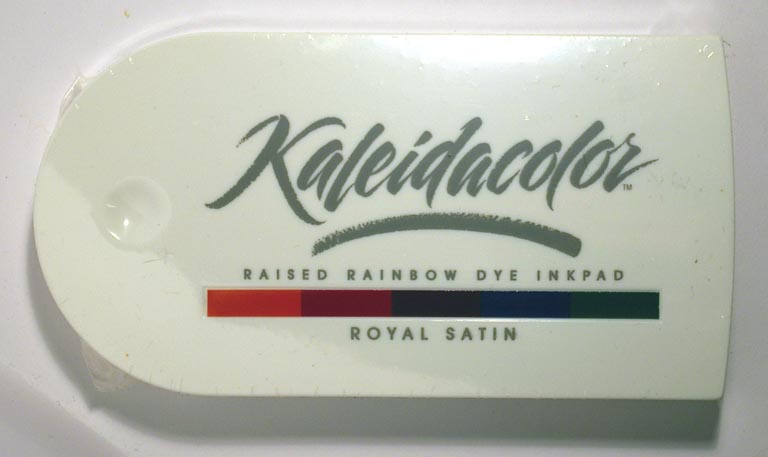 Kaleidacolor™
RAISED RAINBOW DYE INKPAD
ROYAL SATIN